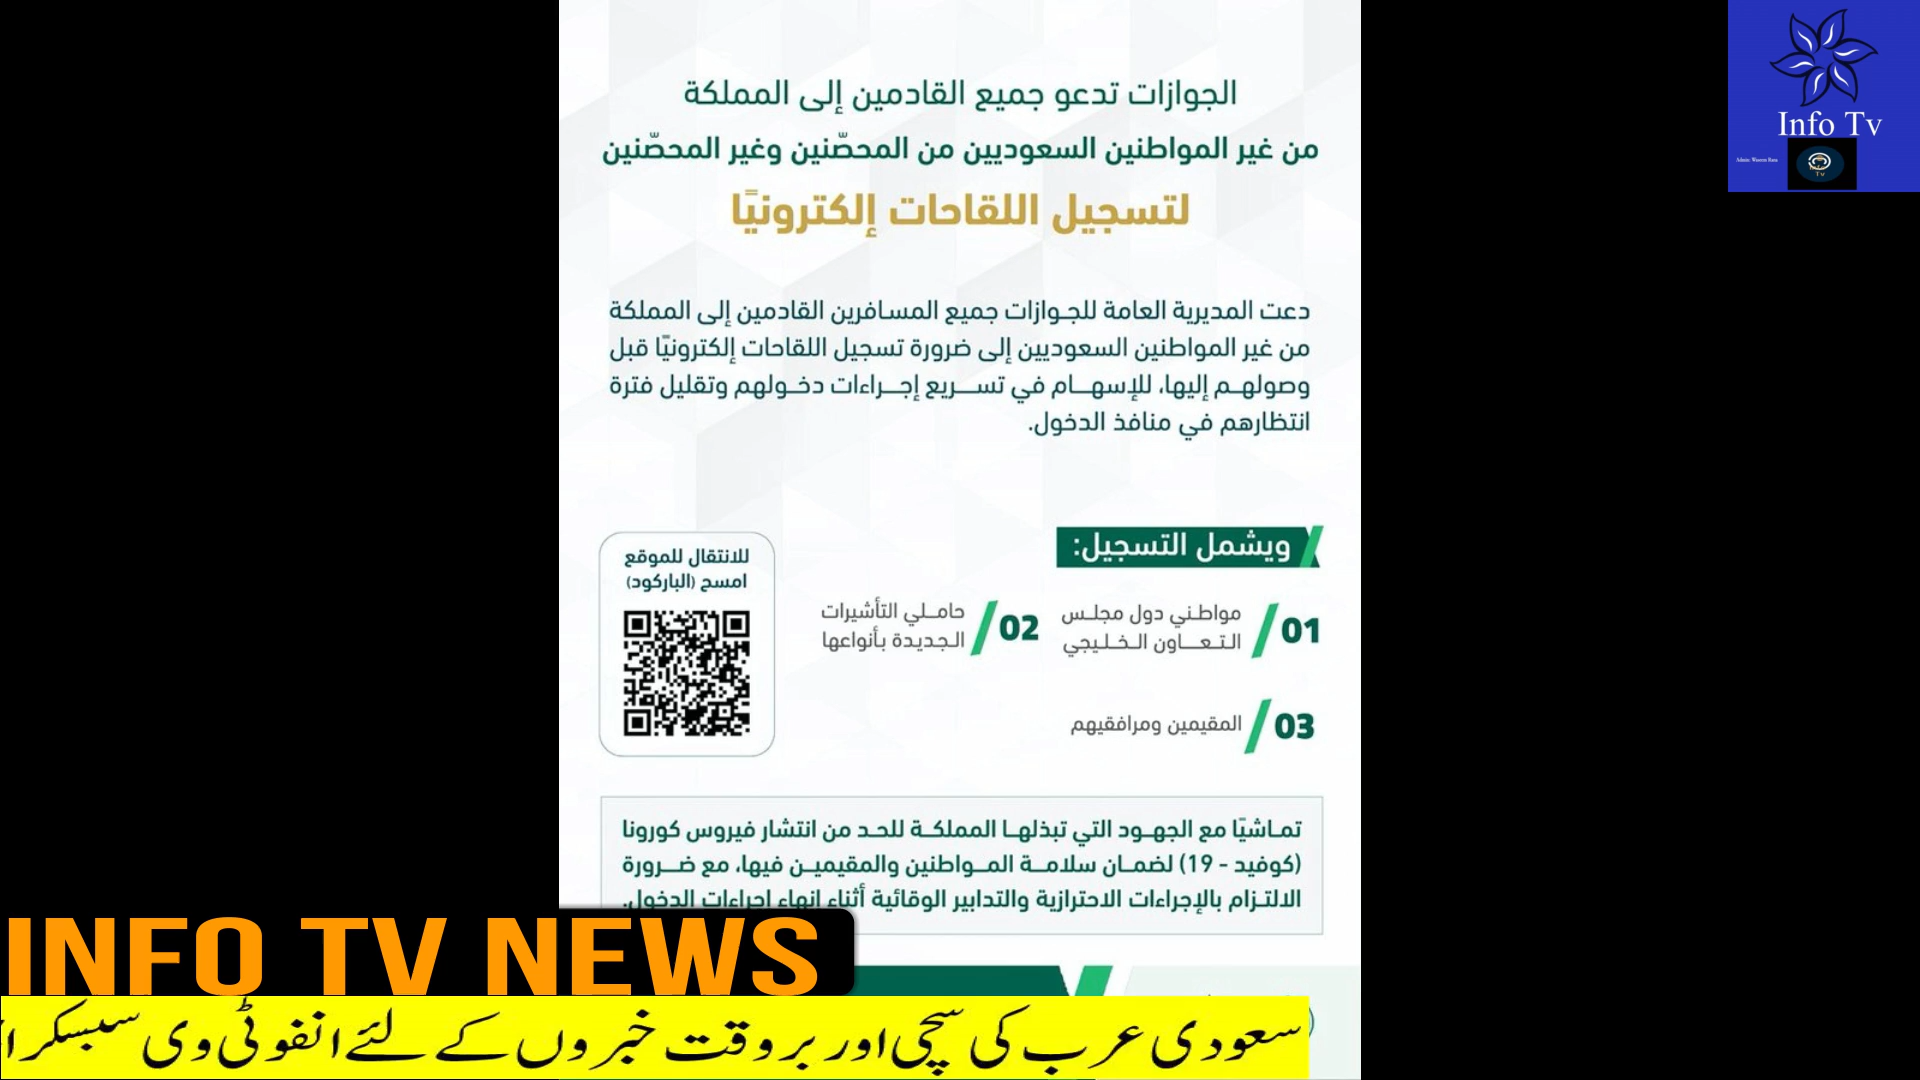 الجوازات تدعو جميع القادمين إلى المملكة
من غير المواطنين السعوديين من المحصّنين وغير المحصّنين
لتسجيل اللقاحات إلكترونيًا
دعت المديرية العامة للجوازات جميع المسافرين القادمين إلى المملكة
من غير المواطنين السعوديين إلى ضرورة تسجيل اللقاحات إلكترونيًا قبل
وصولهم إليها، للإسهام في تسريع إجراءات دخولهم وتقليل فترة
انتظارهم في منافذ الدخول.
ويشمل التسجيل:
01 مواطني دول مجلس
التعاون الخليجي
02 حاملي التأشيرات
الجديدة بأنواعها
03 المقيمين ومرافقيهم
للانتقال للموقع
امسح (الباركود)
تماشيًا مع الجهود التي تبذلها المملكة للحد من انتشار فيروس كورونا
(كوفيد - 19) لضمان سلامة المواطنين والمقيمين فيها، مع ضرورة
الالتزام بالإجراءات الاحترازية والتدابير الوقائية أثناء إنهاء إجراءات الدخول.
Info Tv
Admin: Waseem Rana
INFO TV NEWS
سعودی عرب کی سچی اور بروقت خبروں کے لئے انفو ٹی وی سبسکرا